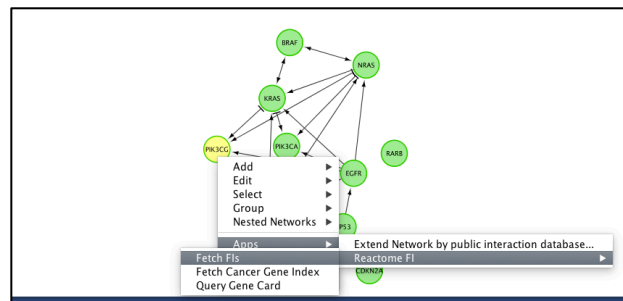 BRAF
NRAS
KRAS
PIK3CG
PIK3CA
RARB
EGFR
Add
Edit
Select
Group
Nested Networks
P53
Apps
Extend Network by public interaction database...
Fetch FIs
Reactome FI
Fetch Cancer Gene Index
CDKN2A
Query Gene Card